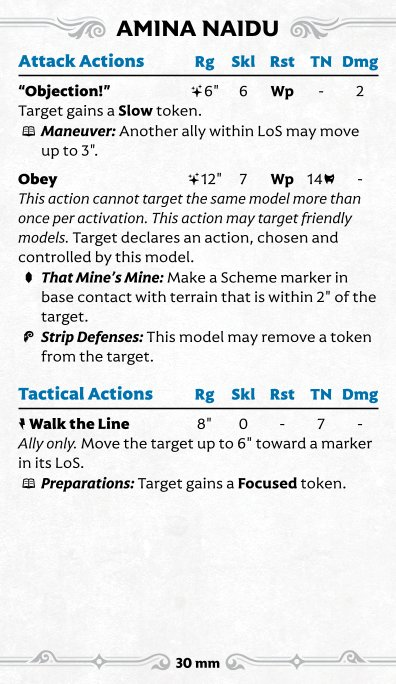 AMINA NAIDU
Attack Actions Rg Skl Rst TN Dmg
“Objection!” 6" 6 Wp - 2
Target gains a Slow token.
Maneuver: Another ally within LoS may move
up to 3".
Obey 12" 7 Wp 14 -
This action cannot target the same model more than
once per activation. This action may target friendly
models. Target declares an action, chosen and
controlled by this model.
That Mine’s Mine: Make a Scheme marker in
base contact with terrain that is within 2" of the
target.
Strip Defenses: This model may remove a token
from the target.
Tactical Actions Rg Skl Rst TN Dmg
Walk the Line 8" 0 - 7 -
Ally only. Move the target up to 6" toward a marker
in its LoS.
Preparations: Target gains a Focused token.
30 mm